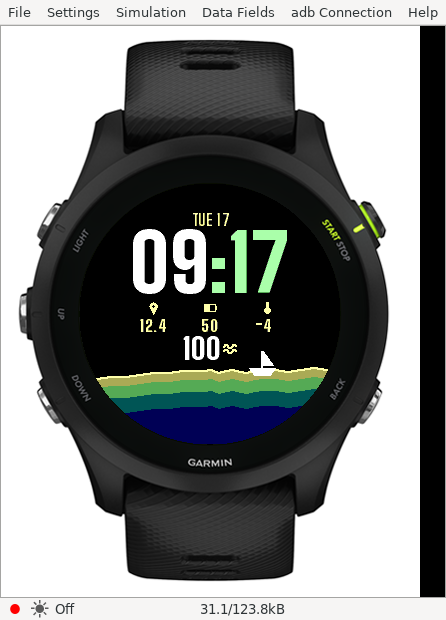 File Settings Simulation Data Fields adb Connection Help
LIGHT
START STOP
UP
DOWN
BACK
TUE 17
09:17
12.4 50 -4
100
GARMIN
Off 31.1/123.8kB